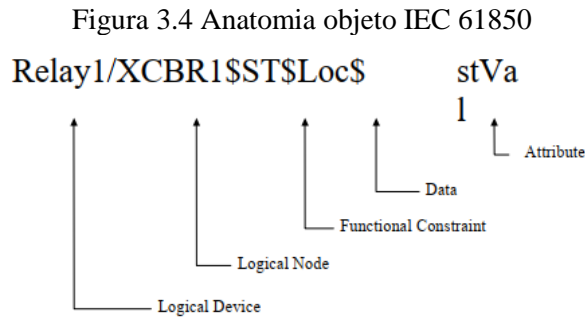 Figura 3.4 Anatomia objeto IEC 61850
Relay1/XCBR1$ST$Loc$ stVa
l
Attribute
Data
Functional Constraint
Logical Node
Logical Device